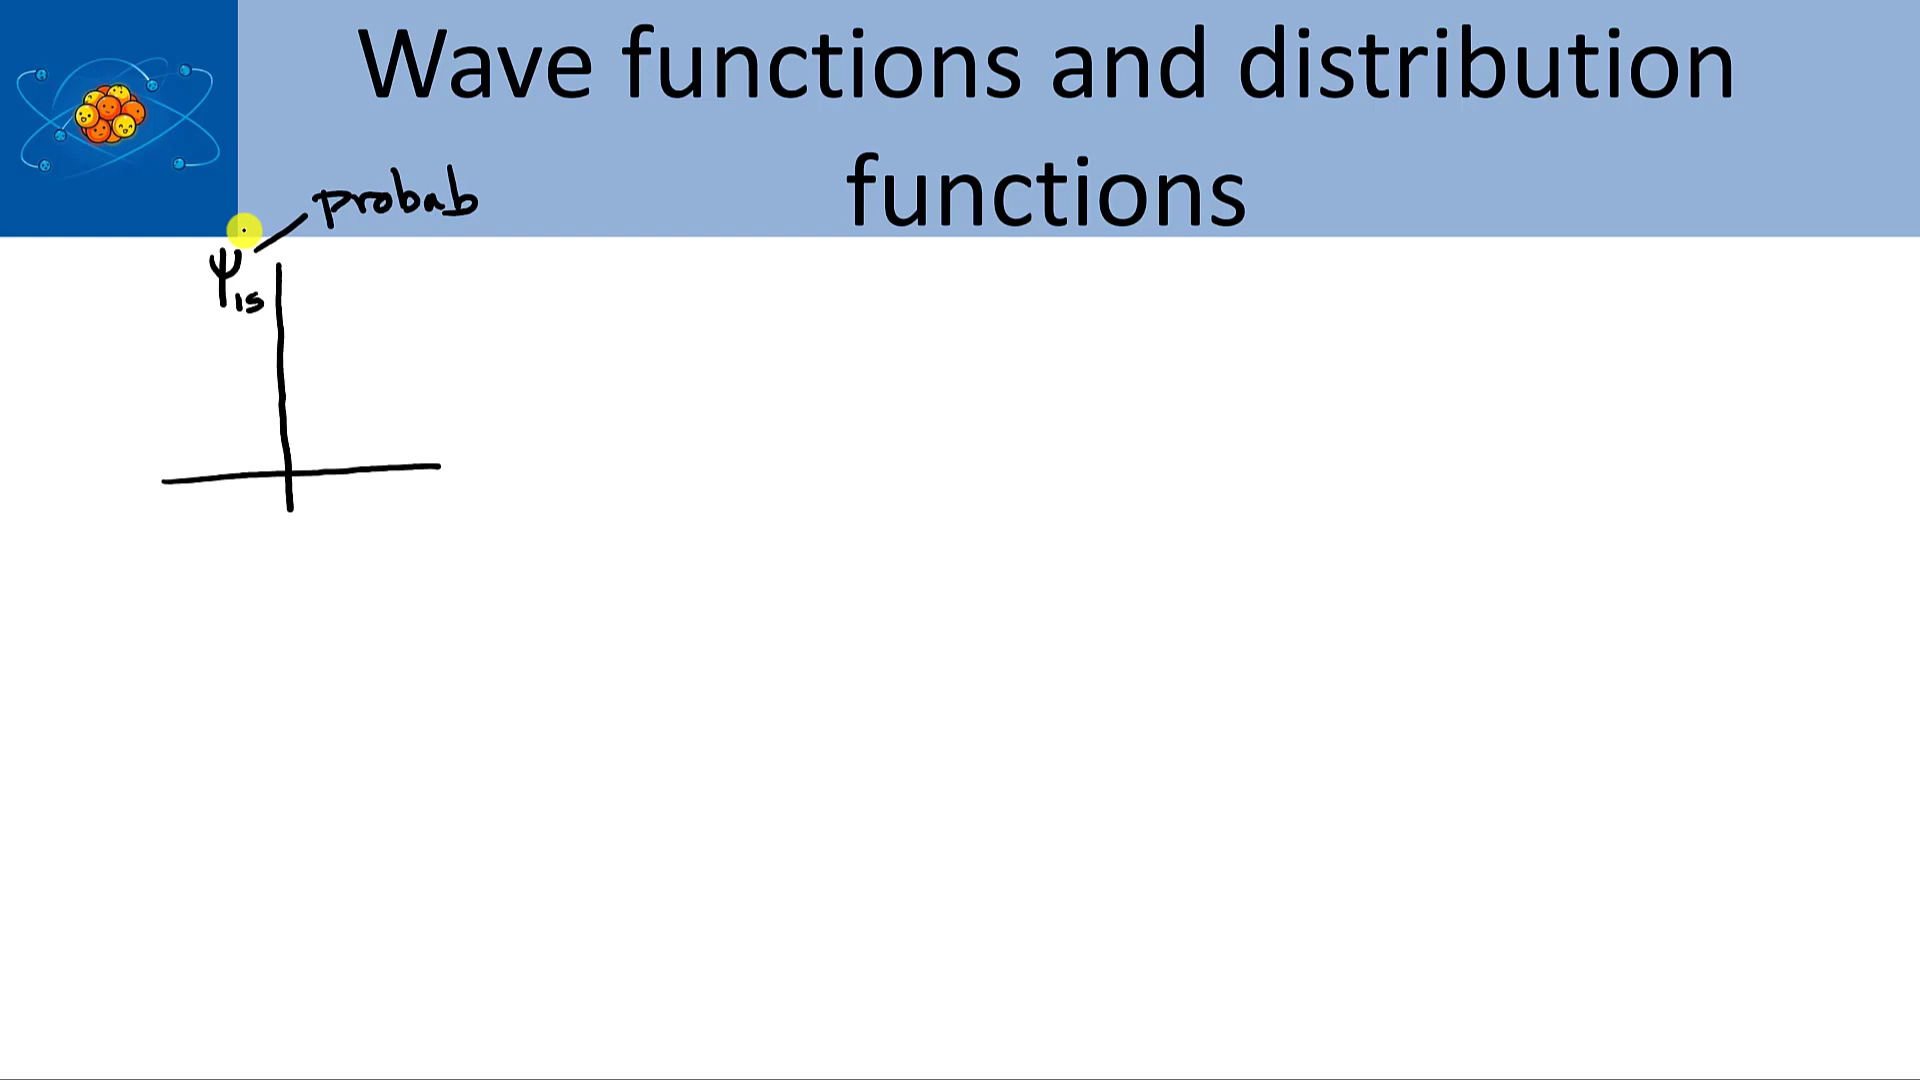 Wave functions and distribution
functions
probab
Ψ1s